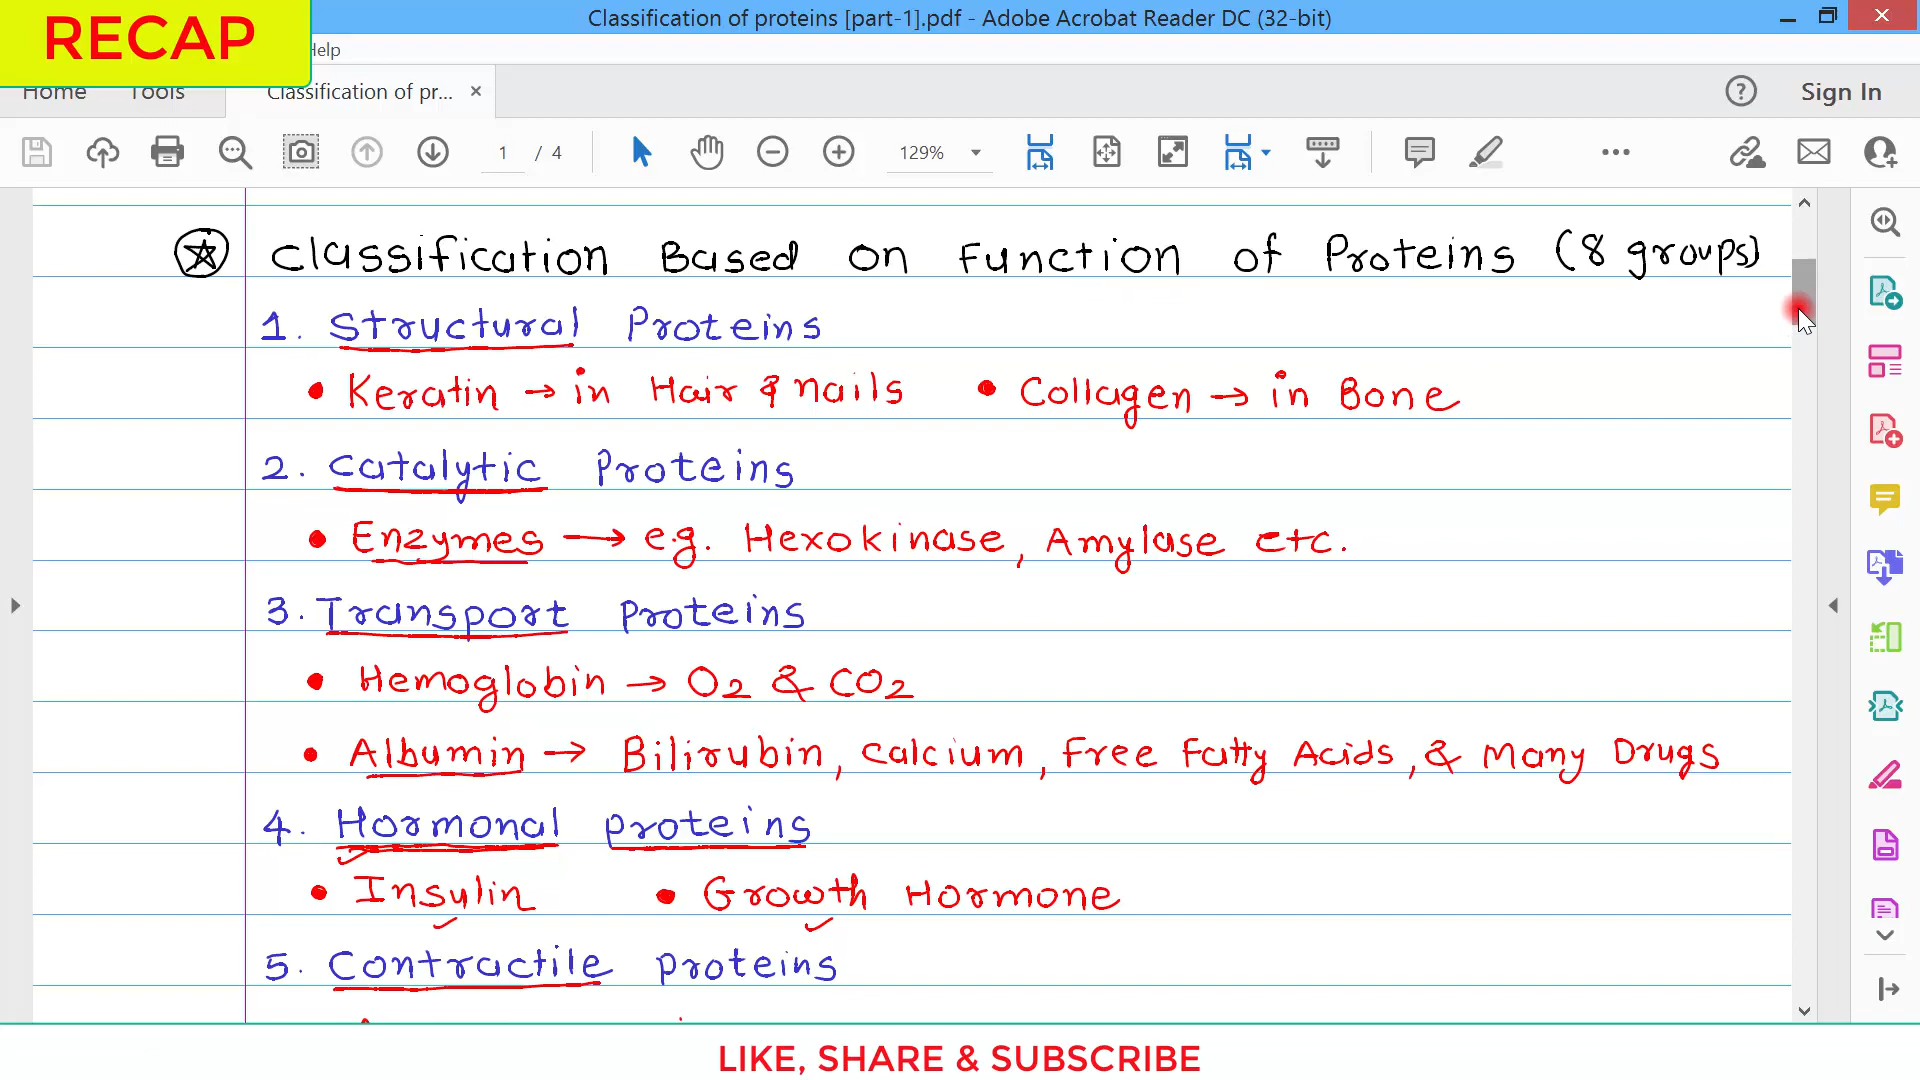 RECAP
Classification of proteins [part-1].pdf - Adobe Acrobat Reader DC (32-bit)
Help
Home Tools Classification of pr... × Sign In
1 / 4 129%
Classification Based on Function of Proteins (8 groups)
1. Structural Proteins
• Keratin → in Hair & nails • Collagen → in Bone
2. Catalytic Proteins
• Enzymes → e.g. Hexokinase, Amylase etc.
3. Transport Proteins
• Hemoglobin → O2 & CO2
• Albumin → Bilirubin, Calcium, Free Fatty Acids, & Many Drugs
4. Hormonal proteins
• Insulin • Growth Hormone
5. Contractile proteins
LIKE, SHARE & SUBSCRIBE